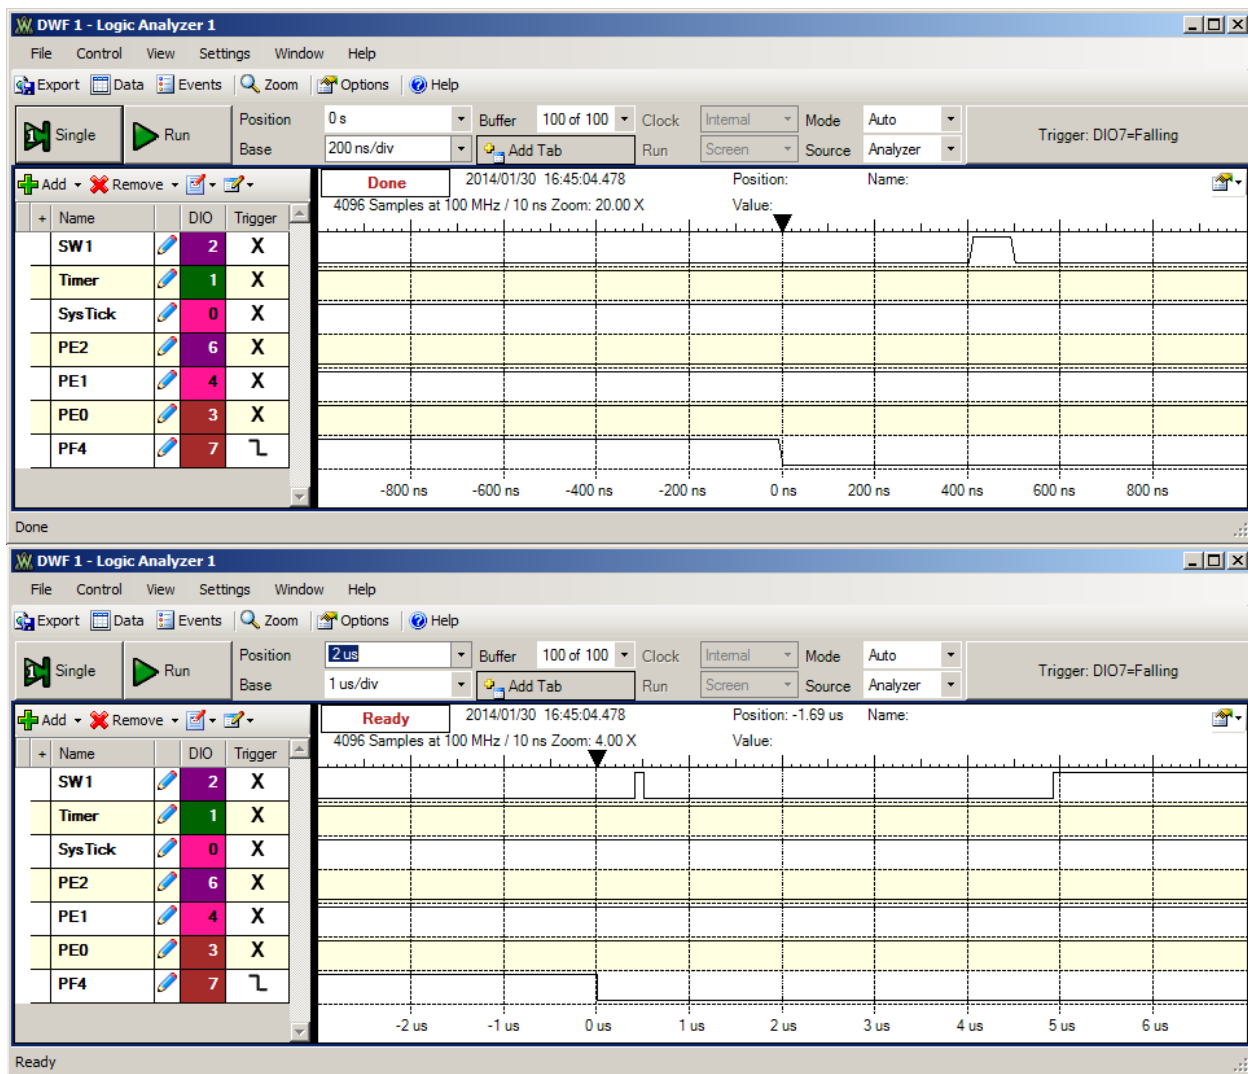 DWF 1 - Logic Analyzer 1
File Control View Settings Window Help
Export Data Events Zoom Options Help
Single Run
Position 0 s Buffer 100 of 100 Clock Internal Mode Auto
Trigger: DIO7=Falling
Base 200 ns/div Add Tab Run Screen Source Analyzer
Add Remove
Done 2014/01/30 16:45:04.478 Position: Name:
4096 Samples at 100 MHz / 10 ns Zoom: 20.00 X Value:
+ Name DIO Trigger
SW1 2 X
Timer 1 X
SysTick 0 X
PE2 6 X
PE1 4 X
PE0 3 X
PF4 7
-800 ns -600 ns -400 ns -200 ns 0 ns 200 ns 400 ns 600 ns 800 ns
Done
DWF 1 - Logic Analyzer 1
File Control View Settings Window Help
Export Data Events Zoom Options Help
Single Run
Position 2 us Buffer 100 of 100 Clock Internal Mode Auto
Trigger: DIO7=Falling
Base 1 us/div Add Tab Run Screen Source Analyzer
Add Remove
Ready 2014/01/30 16:45:04.478 Position: -1.69 us Name:
4096 Samples at 100 MHz / 10 ns Zoom: 4.00 X Value:
+ Name DIO Trigger
SW1 2 X
Timer 1 X
SysTick 0 X
PE2 6 X
PE1 4 X
PE0 3 X
PF4 7
-2 us -1 us 0 us 1 us 2 us 3 us 4 us 5 us 6 us
Ready